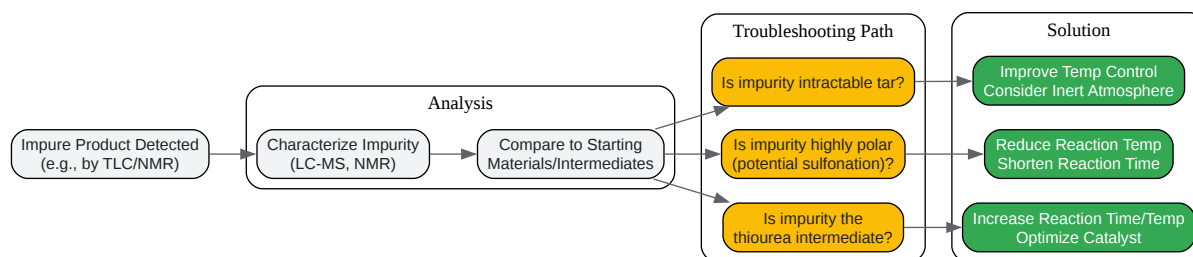 Impure Product Detected
(e.g., by TLC/NMR)
Analysis
Characterize Impurity
(LC-MS, NMR)
Compare to Starting
Materials/Intermediates
Troubleshooting Path
Is impurity intractable tar?
Is impurity highly polar
(potential sulfonation)?
Is impurity the
thiourea intermediate?
Solution
Improve Temp Control
Consider Inert Atmosphere
Reduce Reaction Temp
Shorten Reaction Time
Increase Reaction Time/Temp
Optimize Catalyst